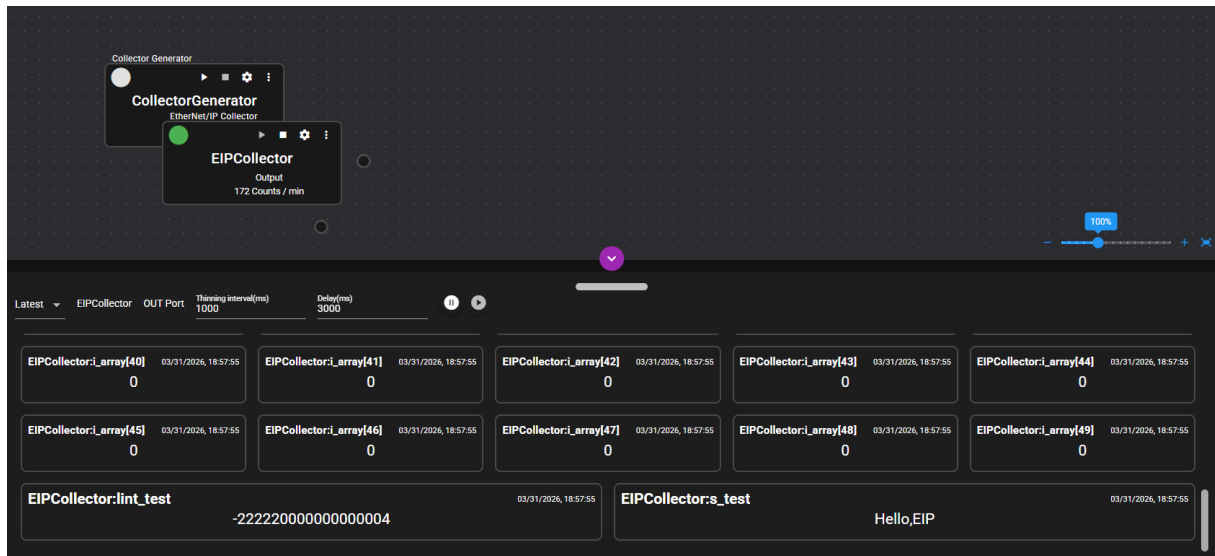 Collector Generator
CollectorGenerator
EtherNet/IP Collector
EIPCollector
Output
172 Counts / min
100%
Latest EIPCollector OUT Port Thinning interval(ms) 1000 Delay(ms) 3000
EIPCollector:i_array[40] 03/31/2026, 18:57:55 EIPCollector:i_array[41] 03/31/2026, 18:57:55 EIPCollector:i_array[42] 03/31/2026, 18:57:55 EIPCollector:i_array[43] 03/31/2026, 18:57:55 EIPCollector:i_array[44] 03/31/2026, 18:57:55
0 0 0 0 0
EIPCollector:i_array[45] 03/31/2026, 18:57:55 EIPCollector:i_array[46] 03/31/2026, 18:57:55 EIPCollector:i_array[47] 03/31/2026, 18:57:55 EIPCollector:i_array[48] 03/31/2026, 18:57:55 EIPCollector:i_array[49] 03/31/2026, 18:57:55
0 0 0 0 0
EIPCollector:lint_test 03/31/2026, 18:57:55 EIPCollector:s_test 03/31/2026, 18:57:55
-222220000000000004 Hello,EIP